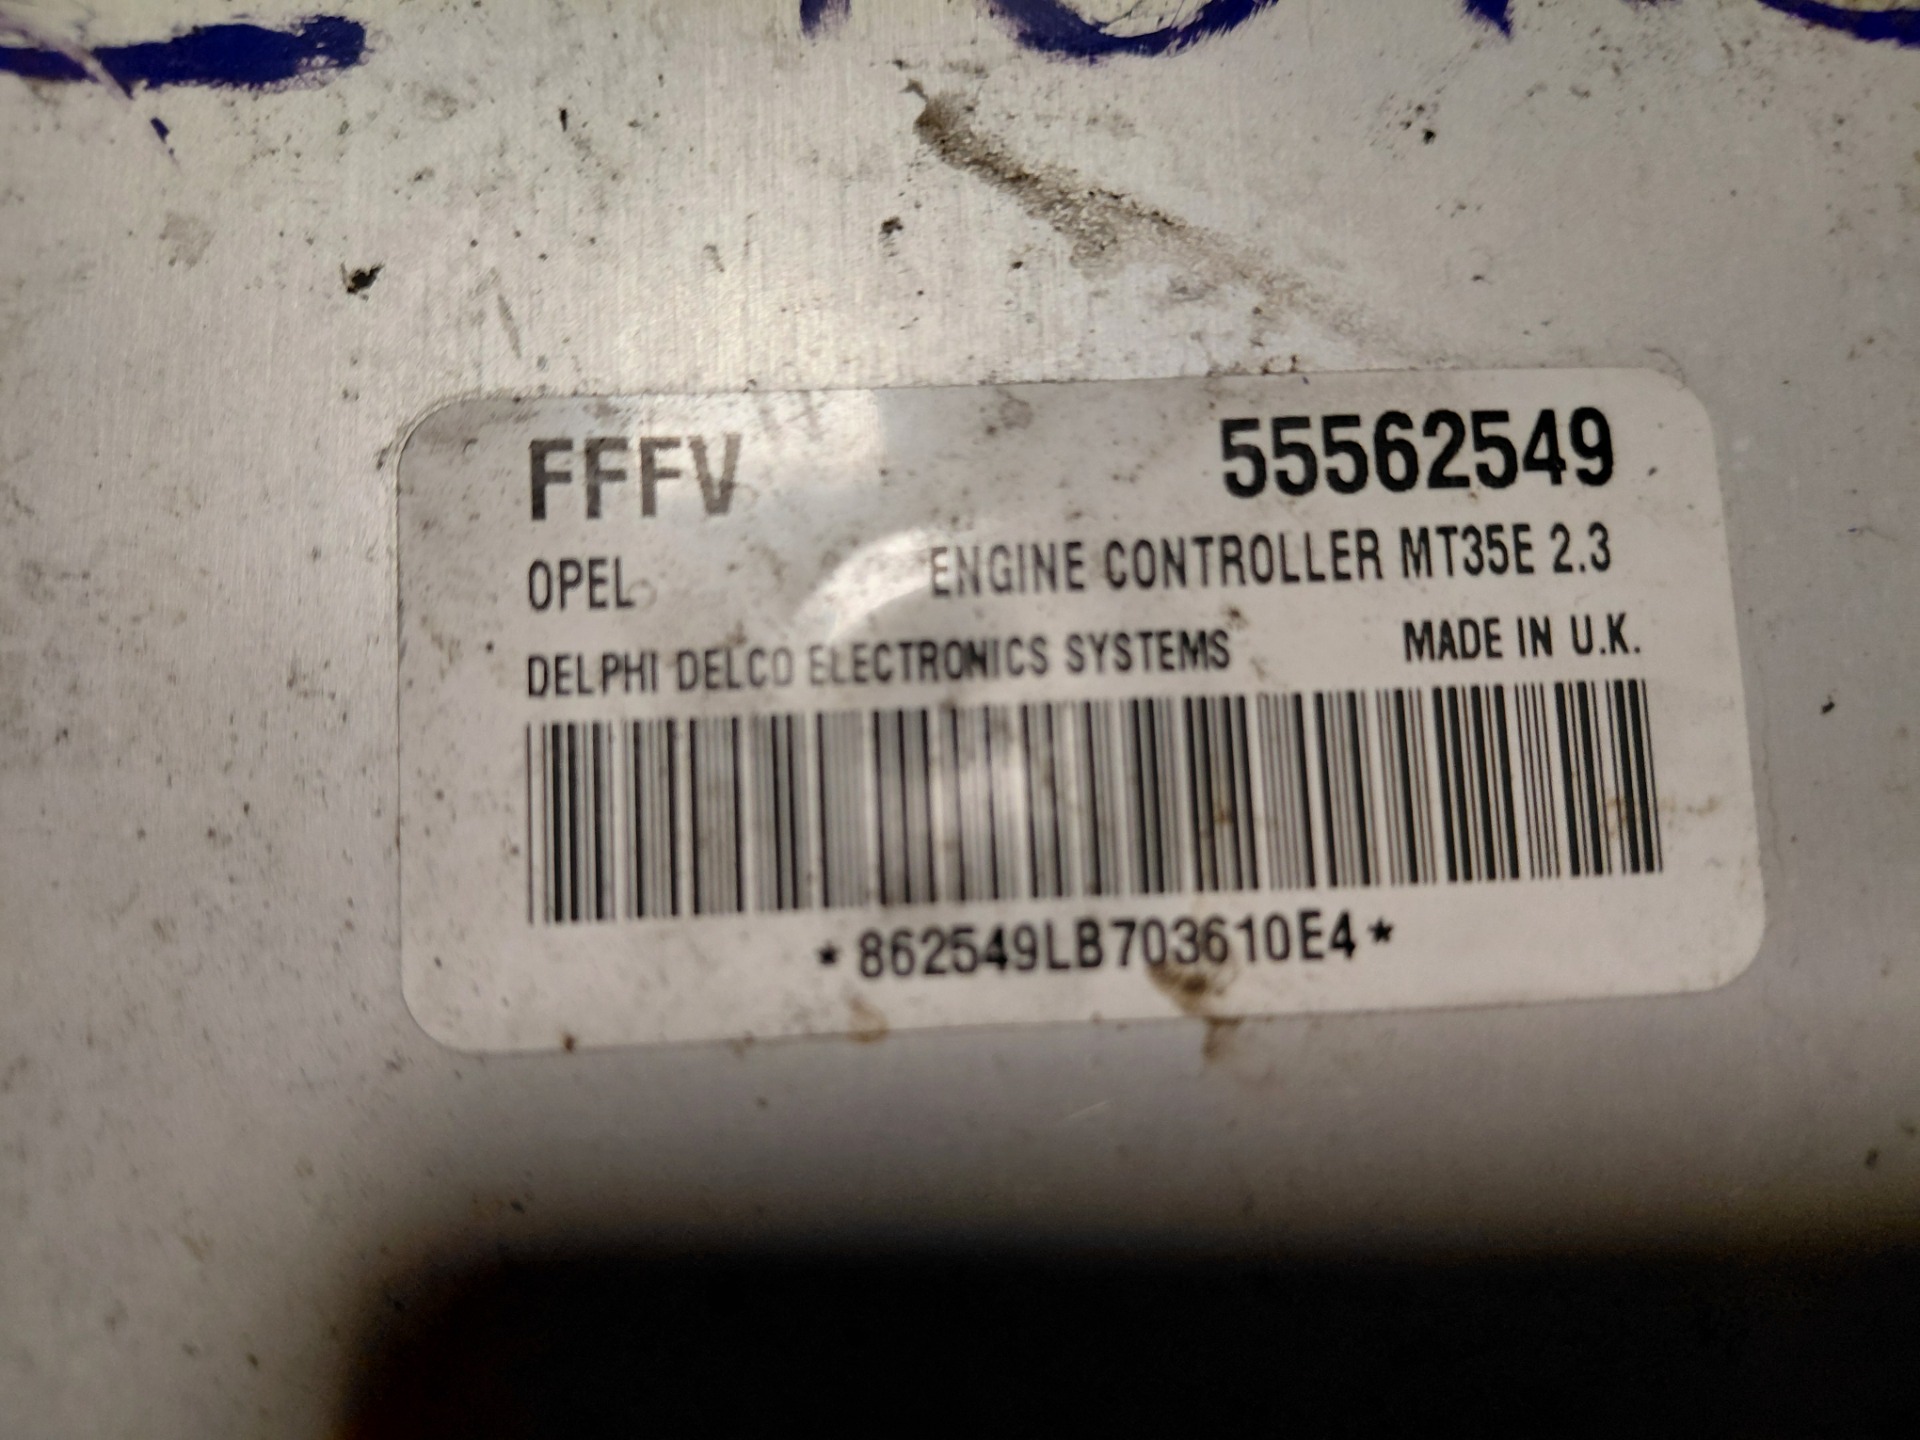 FFFV 55562549
OPEL ENGINE CONTROLLER MT35E 2.3
DELPHI DELCO ELECTRONICS SYSTEMS MADE IN U.K.
*862549LB703610E4*